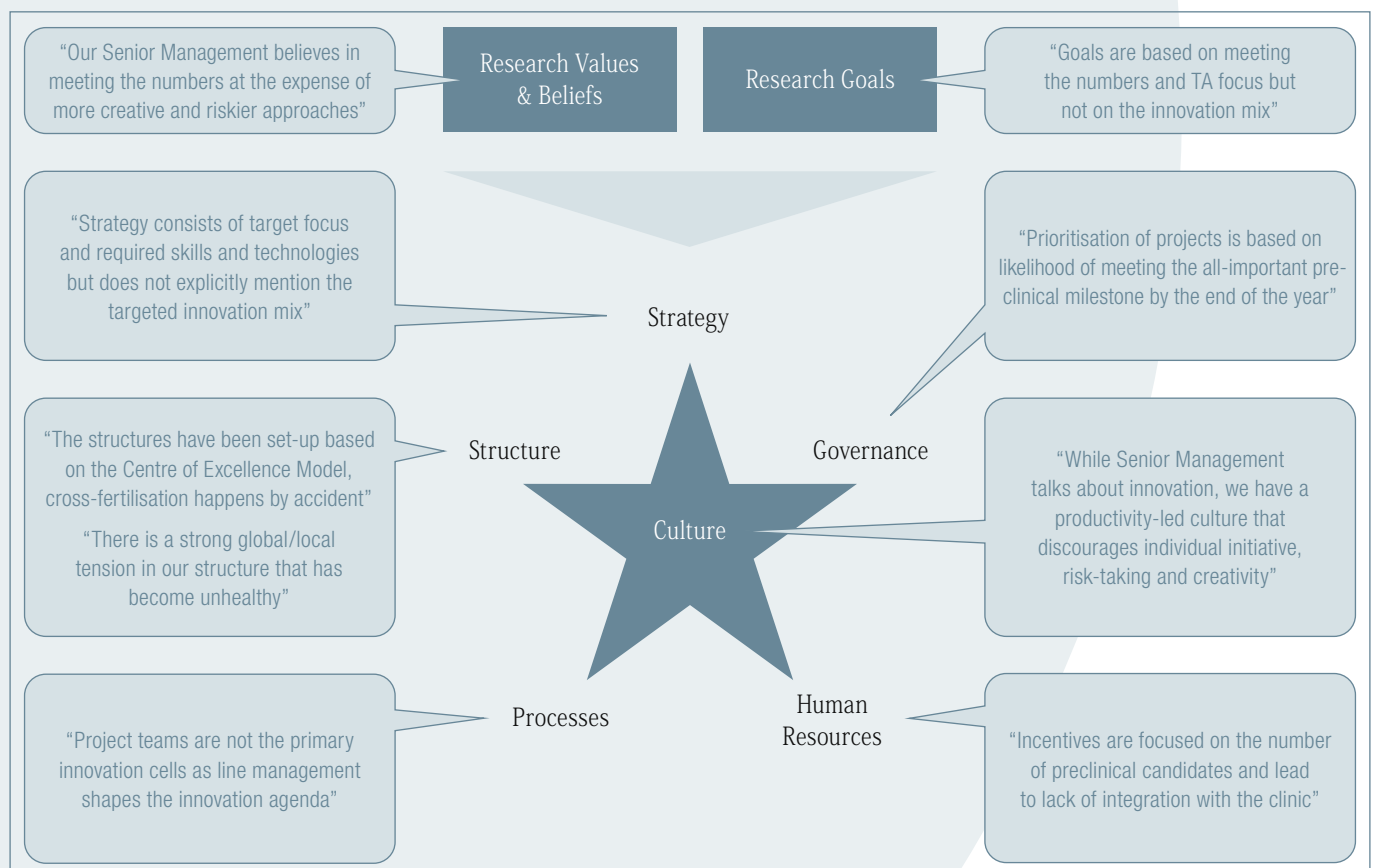 “Our Senior Management believes in
meeting the numbers at the expense of
more creative and riskier approaches”
Research Values
& Beliefs
Research Goals
“Goals are based on meeting
the numbers and TA focus but
not on the innovation mix”
“Strategy consists of target focus
and required skills and technologies
but does not explicitly mention the
targeted innovation mix”
“Prioritisation of projects is based on
likelihood of meeting the all-important pre-
clinical milestone by the end of the year”
Strategy
“The structures have been set-up based
on the Centre of Excellence Model,
cross-fertilisation happens by accident”
“There is a strong global/local
tension in our structure that has
become unhealthy”
Structure
Governance
Culture
“While Senior Management
talks about innovation, we have a
productivity-led culture that
discourages individual initiative,
risk-taking and creativity”
“Project teams are not the primary
innovation cells as line management
shapes the innovation agenda”
Processes
Human
Resources
“Incentives are focused on the number
of preclinical candidates and lead
to lack of integration with the clinic”